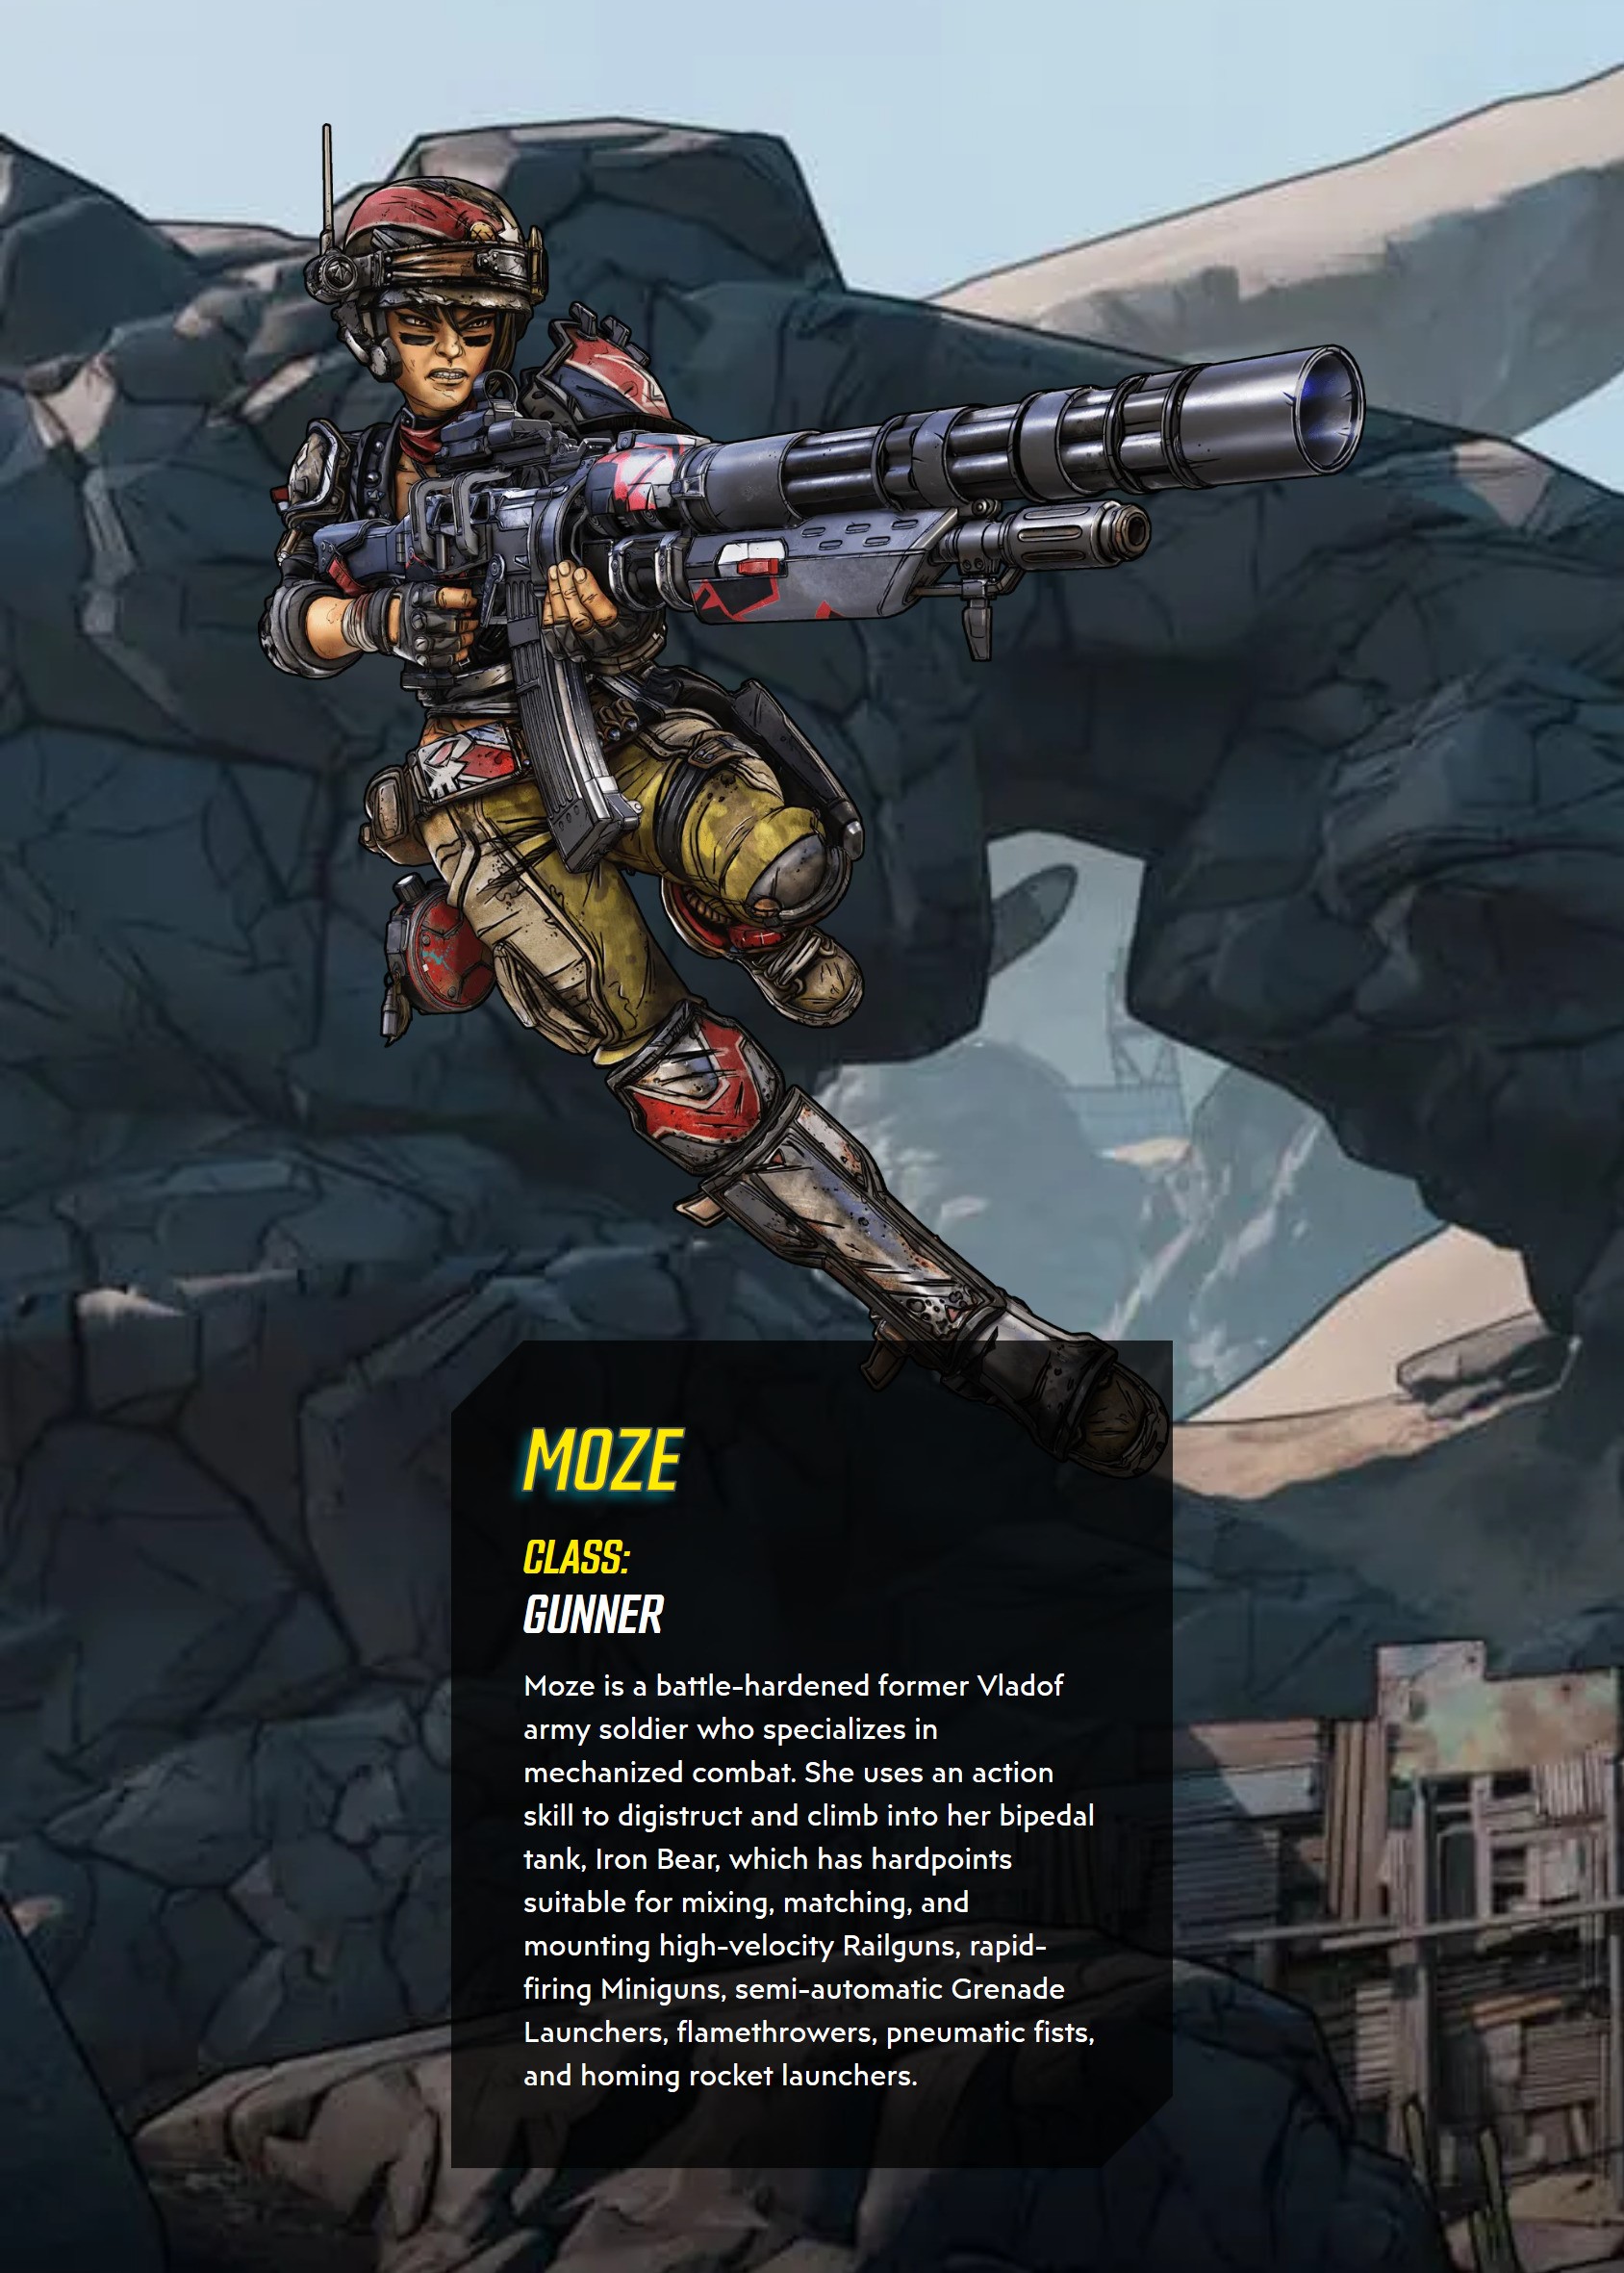 MOZE
CLASS:
GUNNER
Moze is a battle-hardened former Vladof
army soldier who specializes in
mechanized combat. She uses an action
skill to digistruct and climb into her bipedal
tank, Iron Bear, which has hardpoints
suitable for mixing, matching, and
mounting high-velocity Railguns, rapid-
firing Miniguns, semi-automatic Grenade
Launchers, flamethrowers, pneumatic fists,
and homing rocket launchers.